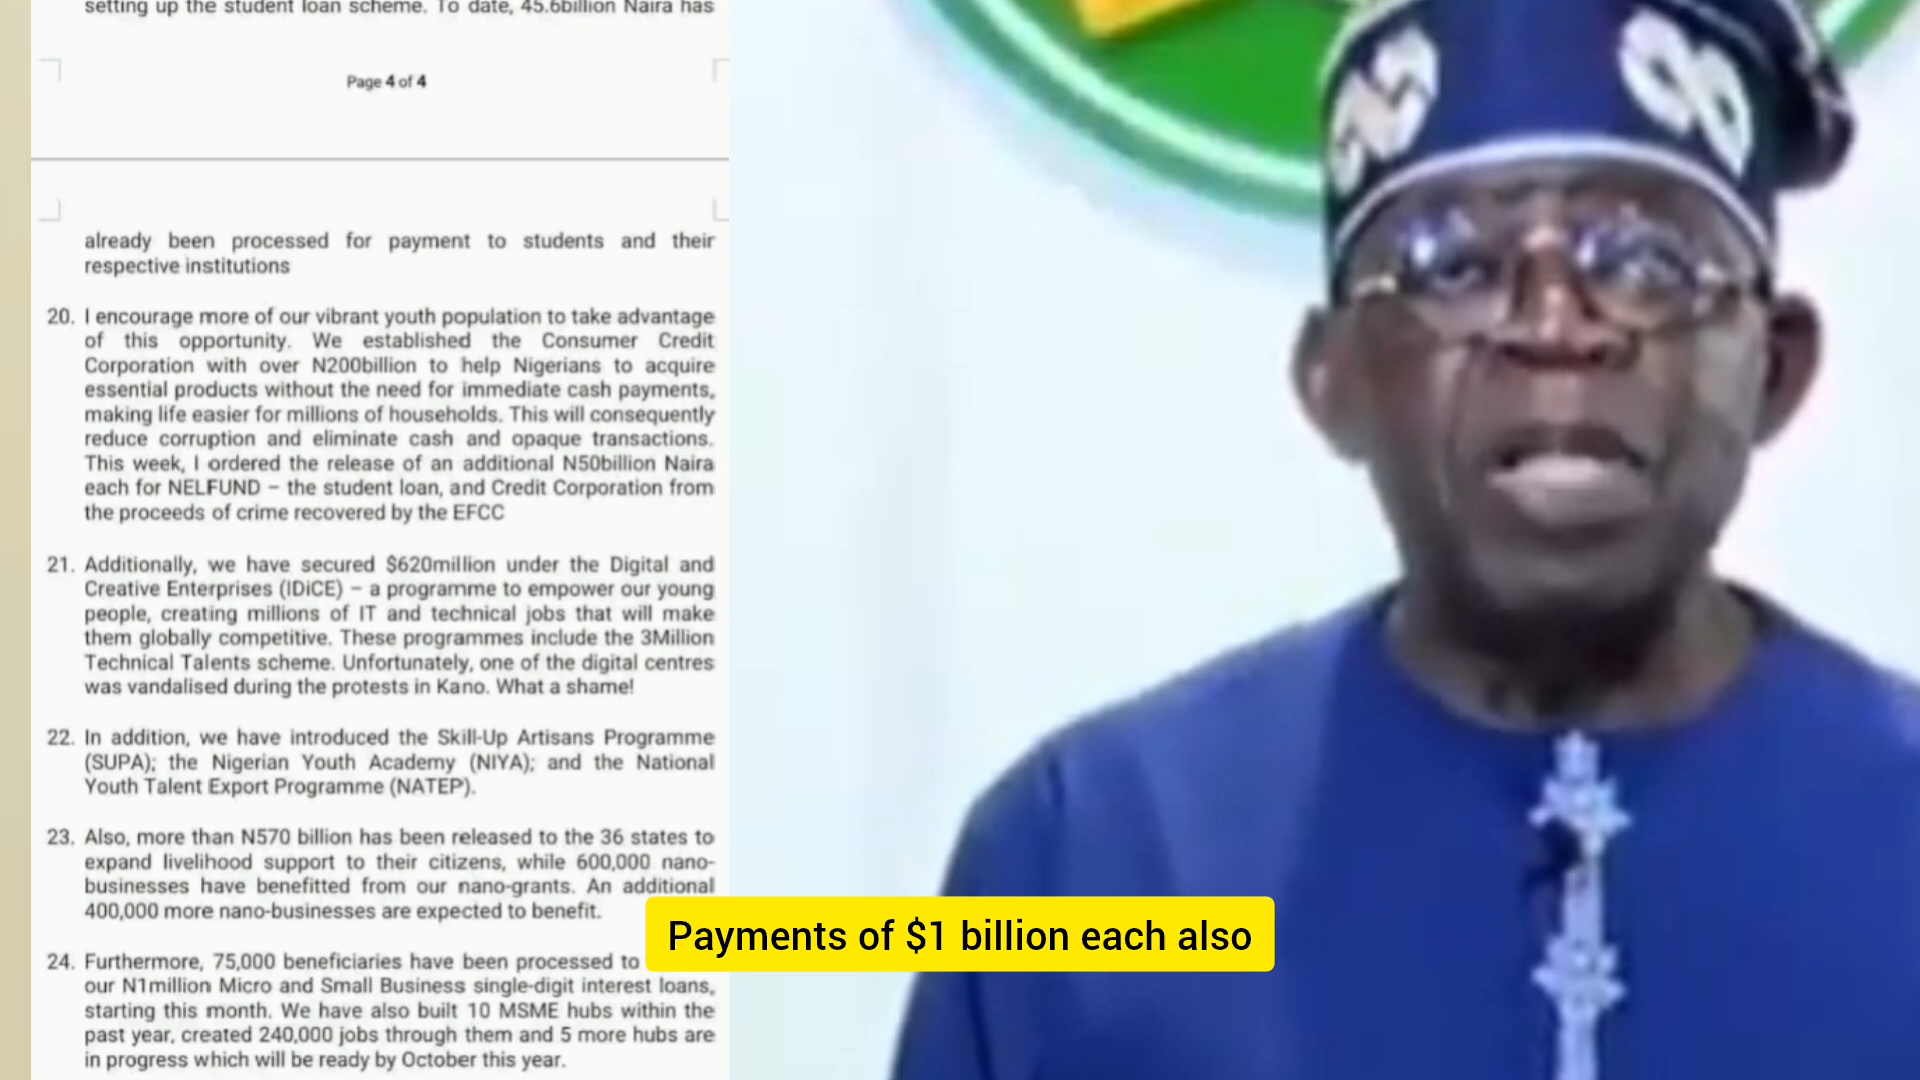 setting up the student loan scheme. To date, 45.6billion Naira has
Page 4 of 4
already been processed for payment to students and their
respective institutions
20. I encourage more of our vibrant youth population to take advantage
of this opportunity. We established the Consumer Credit
Corporation with over N200billion to help Nigerians to acquire
essential products without the need for immediate cash payments,
making life easier for millions of households. This will consequently
reduce corruption and eliminate cash and opaque transactions.
This week, I ordered the release of an additional N50billion Naira
each for NELFUND – the student loan, and Credit Corporation from
the proceeds of crime recovered by the EFCC
21. Additionally, we have secured $620million under the Digital and
Creative Enterprises (IDiCE) – a programme to empower our young
people, creating millions of IT and technical jobs that will make
them globally competitive. These programmes include the 3Million
Technical Talents scheme. Unfortunately, one of the digital centres
was vandalised during the protests in Kano. What a shame!
22. In addition, we have introduced the Skill-Up Artisans Programme
(SUPA); the Nigerian Youth Academy (NIYA); and the National
Youth Talent Export Programme (NATEP).
23. Also, more than N570 billion has been released to the 36 states to
expand livelihood support to their citizens, while 600,000 nano-
businesses have benefitted from our nano-grants. An additional
400,000 more nano-businesses are expected to benefit.
24. Furthermore, 75,000 beneficiaries have been processed to
our N1million Micro and Small Business single-digit interest loans,
starting this month. We have also built 10 MSME hubs within the
past year, created 240,000 jobs through them and 5 more hubs are
in progress which will be ready by October this year.
Payments of $1 billion each also